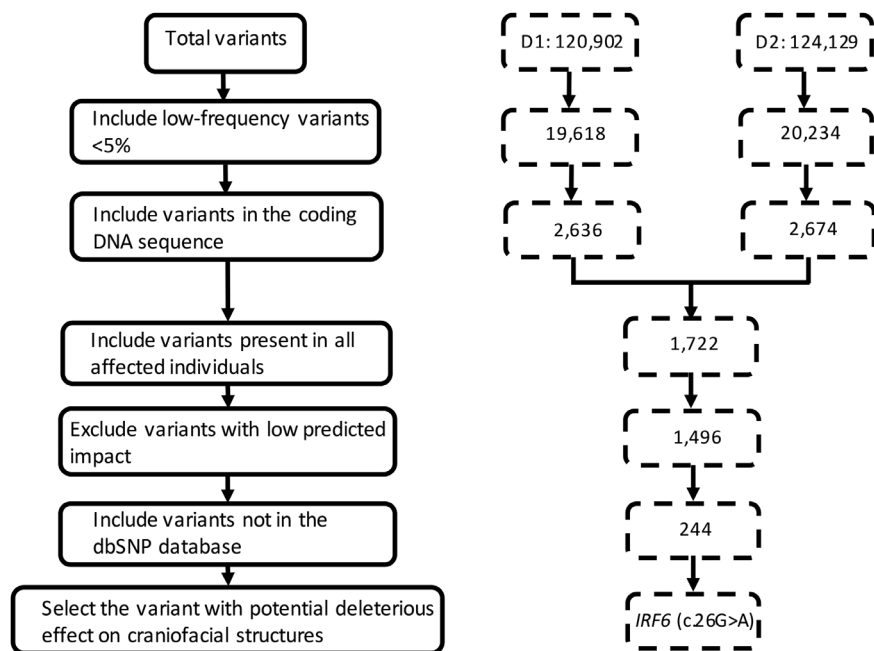 Total variants
D1: 120,902
D2: 124,129
Include low-frequency variants
<5%
19,618
20,234
Include variants in the coding
DNA sequence
2,636
2,674
Include variants present in all
affected individuals
1,722
Exclude variants with low predicted
impact
1,496
Include variants not in the
dbSNP database
244
Select the variant with potential deleterious
effect on craniofacial structures
IRF6 (c.26G>A)